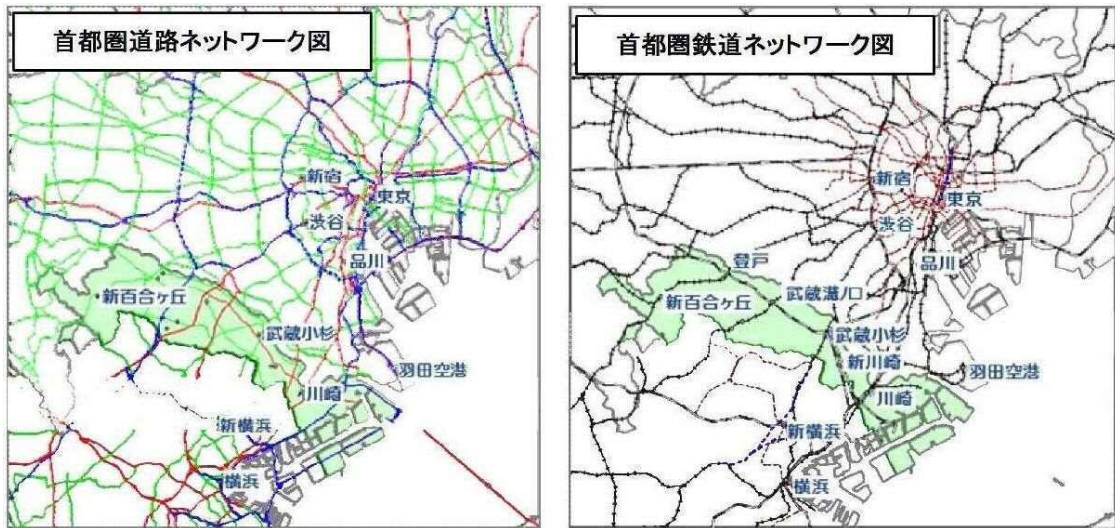 首都圏道路ネットワーク図
新宿
東京
渋谷
品川
新百合ヶ丘
武蔵小杉
羽田空港
川崎
新横浜
横浜
首都圏鉄道ネットワーク図
新宿
東京
渋谷
品川
登戸
新百合ヶ丘
武蔵溝ノ口
武蔵小杉
新川崎
羽田空港
川崎
新横浜
横浜